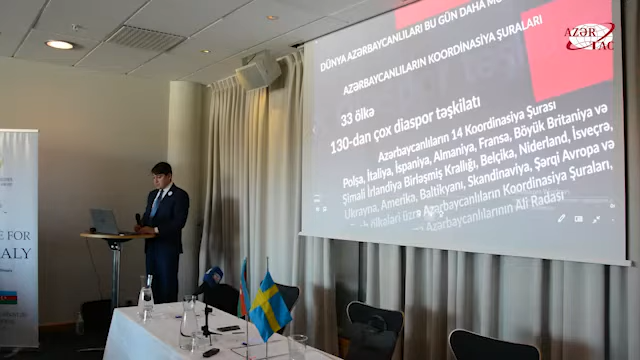 AZƏR
TAC
DÜNYA AZƏRBAYCANLILARI BU GÜN DAHA
AZƏRBAYCANLILARIN KOORDİNASİYA ŞURALARI
33 ölkə
130-dan çox diaspor təşkilatı
Azərbaycanlıların 14 Koordinasiya Şurası
Polşa, İtaliya, İspaniya, Almaniya, Fransa, Böyük Britaniya və
Şimali İrlandiya Birləşmiş Krallığı, Belçika, Niderland, İsveçrə,
Ukrayna, Amerika, Baltikyanı, Skandinaviya, Şərqi Avropa və
ölkələri üzrə Azərbaycanlıların Koordinasiya Şuraları,
Azərbaycanlılarının Ali Radası
E FOR
ALY